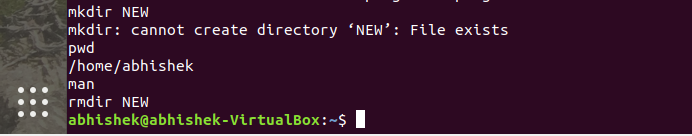 mkdir NEW
mkdir: cannot create directory ‘NEW’: File exists
pwd
/home/abhishek
man
rmdir NEW
abhishek@abhishek-VirtualBox:~$